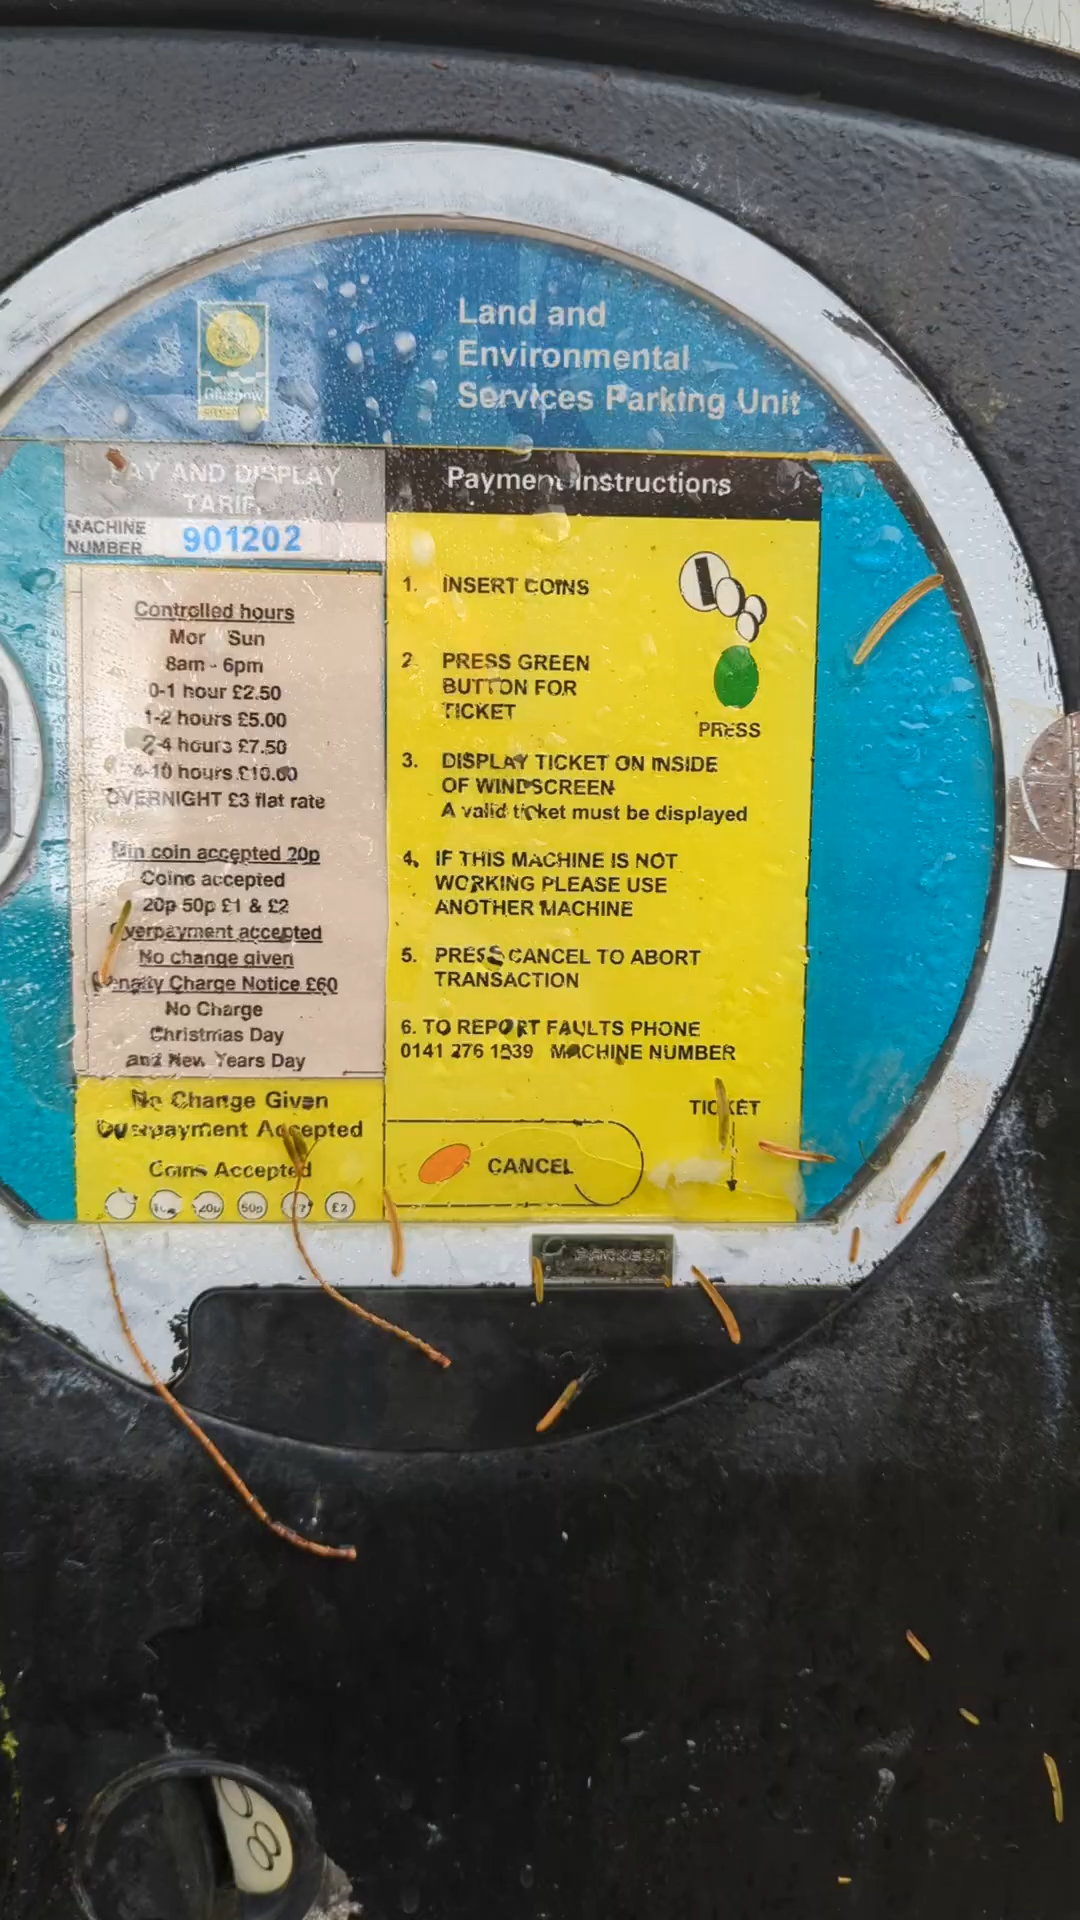 Land and
Environmental
Services Parking Unit
Glasgow
PAY AND DISPLAY
TARIF
MACHINE
NUMBER 901202
Controlled hours
Mon Sun
8am - 6pm
0-1 hour £2.50
1-2 hours £5.00
2-4 hours £7.50
4-10 hours £10.00
OVERNIGHT £3 flat rate
Min coin accepted 20p
Coins accepted
20p 50p £1 & £2
Overpayment accepted
No change given
Penalty Charge Notice £60
No Charge
Christmas Day
and New Years Day
No Change Given
Overpayment Accepted
Coins Accepted
20p 50p £2
Payment Instructions
1. INSERT COINS
2 PRESS GREEN
BUTTON FOR
TICKET
PRESS
3. DISPLAY TICKET ON INSIDE
OF WINDSCREEN
A valid ticket must be displayed
4. IF THIS MACHINE IS NOT
WORKING PLEASE USE
ANOTHER MACHINE
5. PRESS CANCEL TO ABORT
TRANSACTION
6. TO REPORT FAULTS PHONE
0141 276 1839 MACHINE NUMBER
TICKET
CANCEL